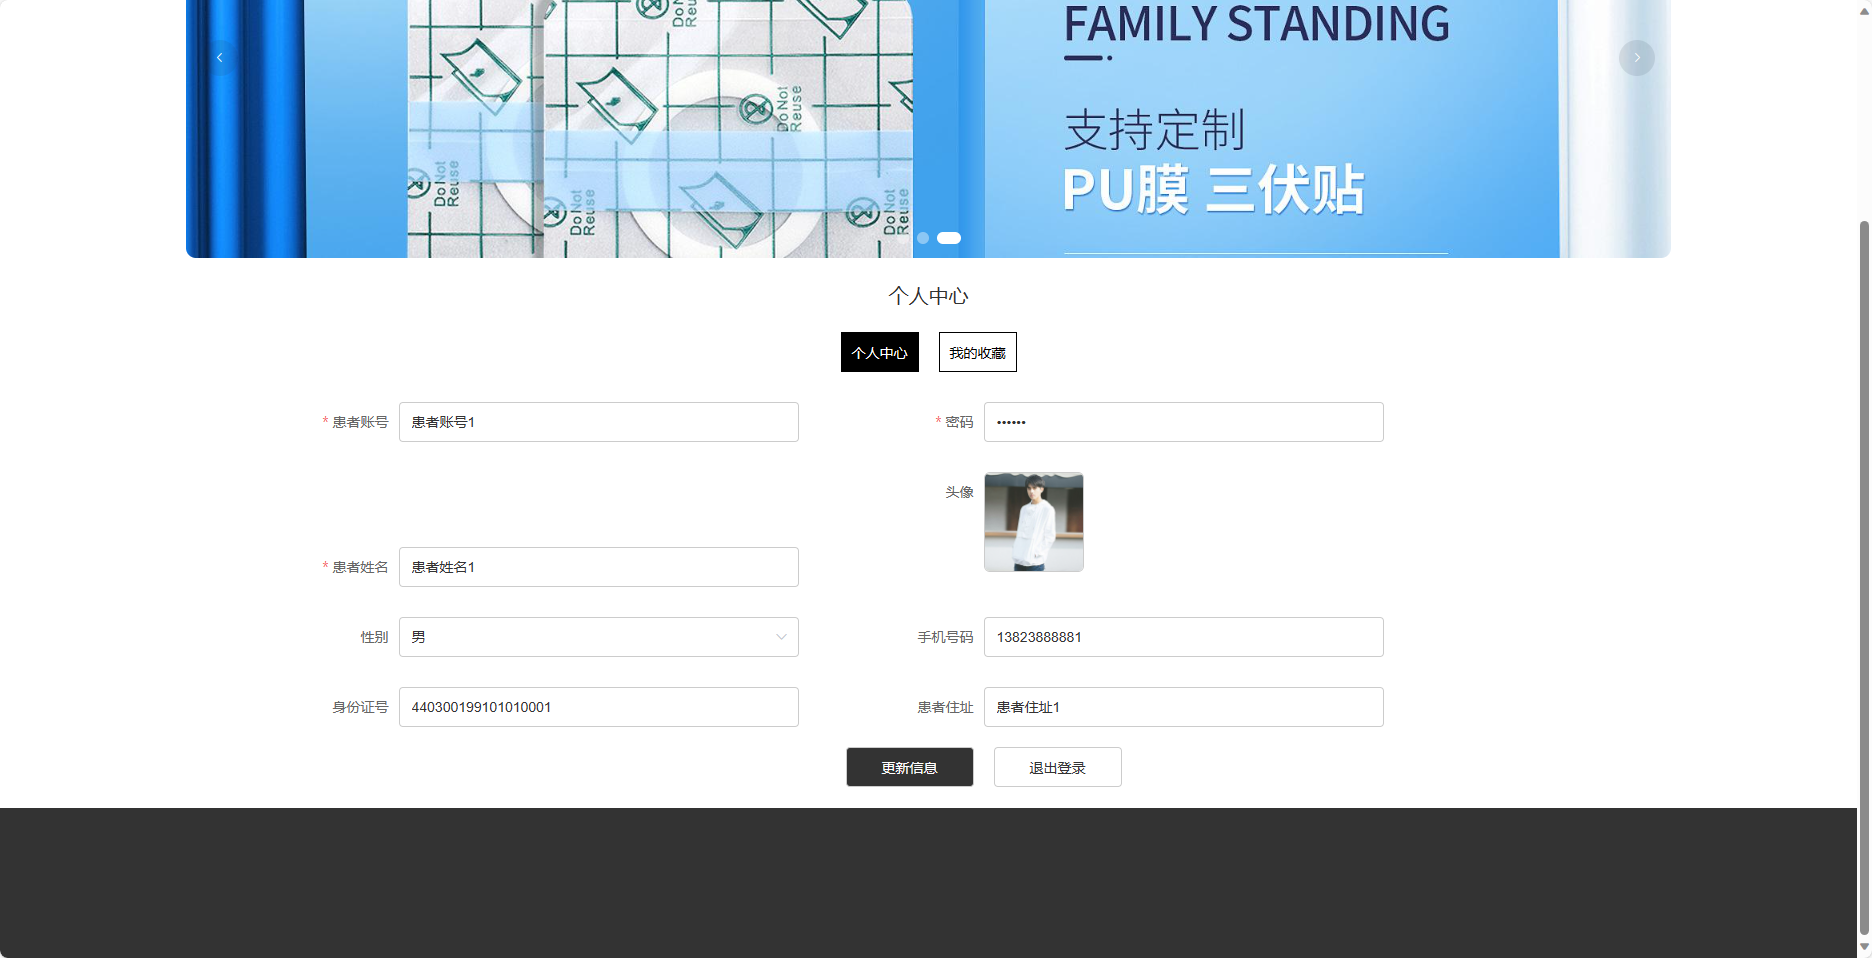 FAMILY STANDING
支持定制
PU膜 三伏贴
Do Not Reuse
Do Not Reuse
Do Not Reuse
Do Not Reuse
Do Not Reuse
个人中心
个人中心 我的收藏
* 患者账号 患者账号1 * 密码 ••••••
头像
* 患者姓名 患者姓名1
性别 男 手机号码 13823888881
身份证号 440300199101010001 患者住址 患者住址1
更新信息 退出登录